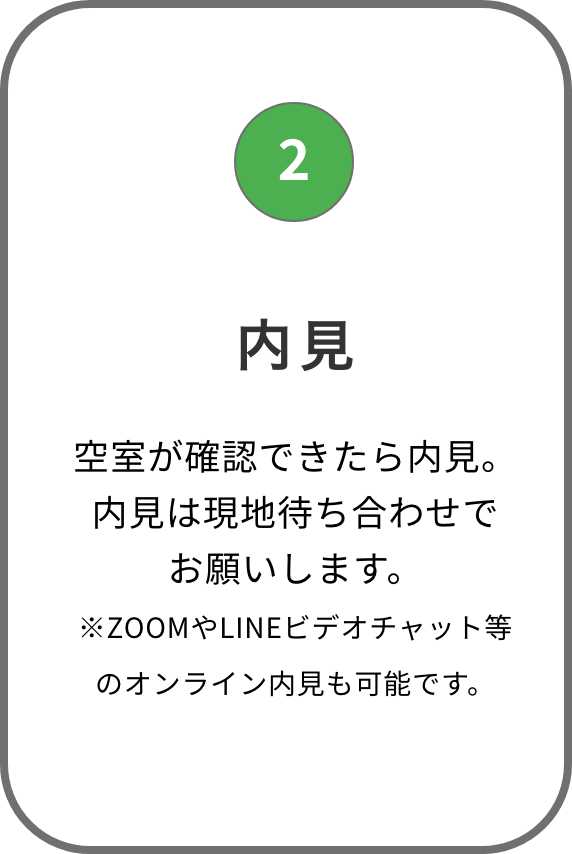 2
内見
空室が確認できたら内見。
内見は現地待ち合わせで
お願いします。
※ZOOMやLINEビデオチャット等
のオンライン内見も可能です。